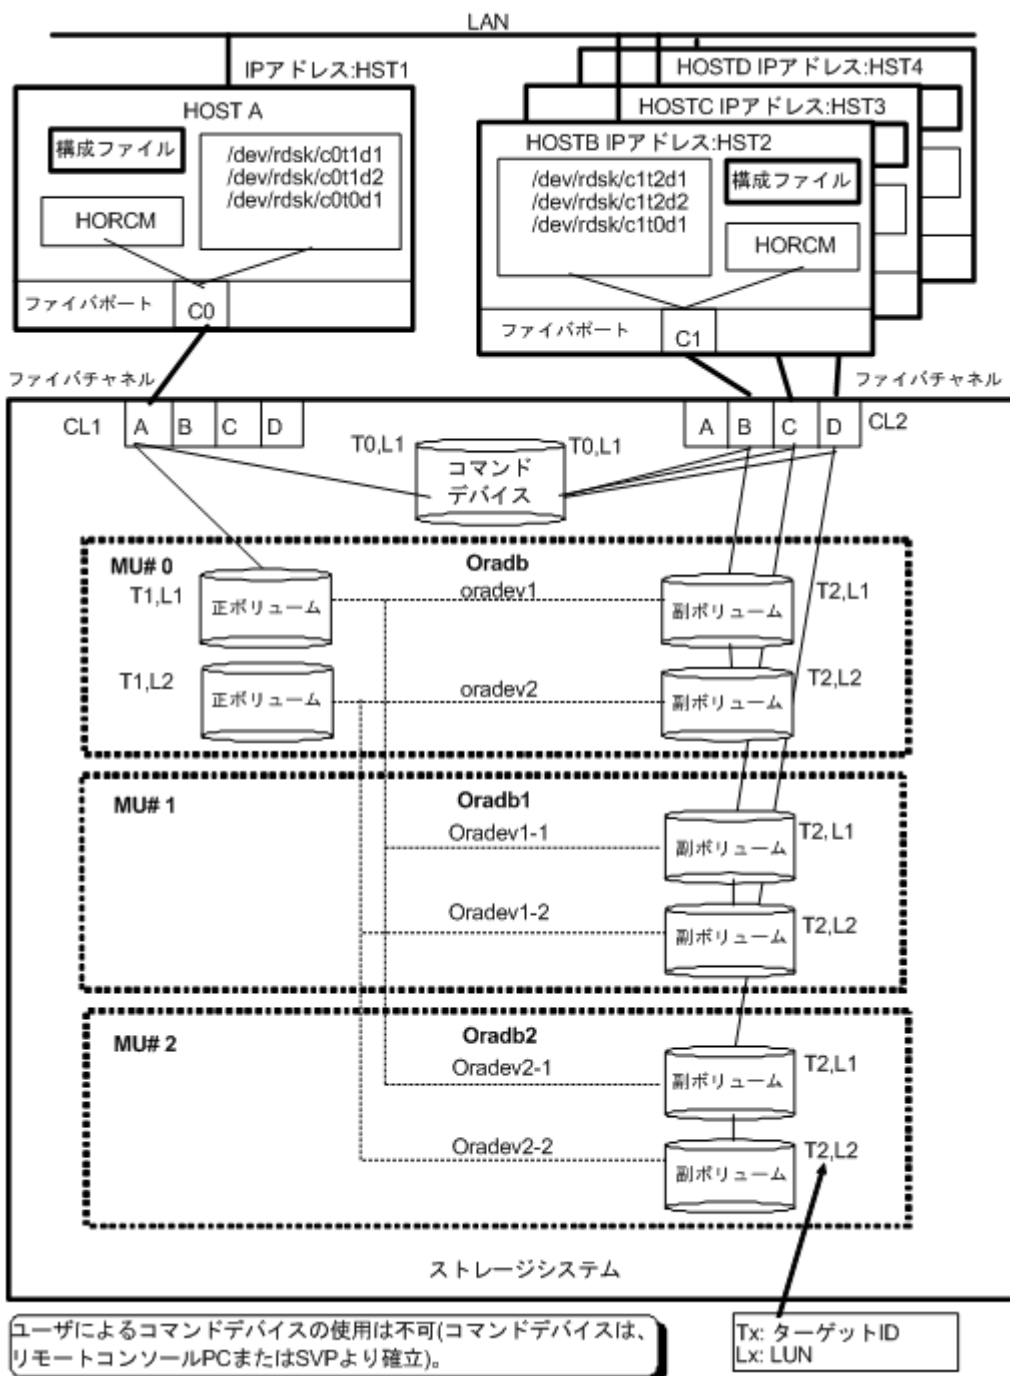 LAN
IPアドレス:HST1
HOST A
構成ファイル
/dev/rdsk/c0t1d1
/dev/rdsk/c0t1d2
/dev/rdsk/c0t0d1
HORCM
ファイバポート
C0
HOSTD IPアドレス:HST4
HOSTC IPアドレス:HST3
HOSTB IPアドレス:HST2
/dev/rdsk/c1t2d1
/dev/rdsk/c1t2d2
/dev/rdsk/c1t0d1
構成ファイル
HORCM
ファイバポート
C1
ファイバチャネル
ファイバチャネル
CL1
A
B
C
D
A
B
C
D
CL2
T0,L1
T0,L1
コマンド
デバイス
MU# 0
Oradb
T1,L1
正ボリューム
oradev1
副ボリューム
T2,L1
T1,L2
正ボリューム
oradev2
副ボリューム
T2,L2
MU# 1
Oradb1
Oradev1-1
副ボリューム
T2,L1
Oradev1-2
副ボリューム
T2,L2
MU# 2
Oradb2
Oradev2-1
副ボリューム
T2,L1
Oradev2-2
副ボリューム
T2,L2
ストレージシステム
ユーザによるコマンドデバイスの使用は不可(コマンドデバイスは、
リモートコンソールPCまたはSVPより確立)。
Tx: ターゲットID
Lx: LUN